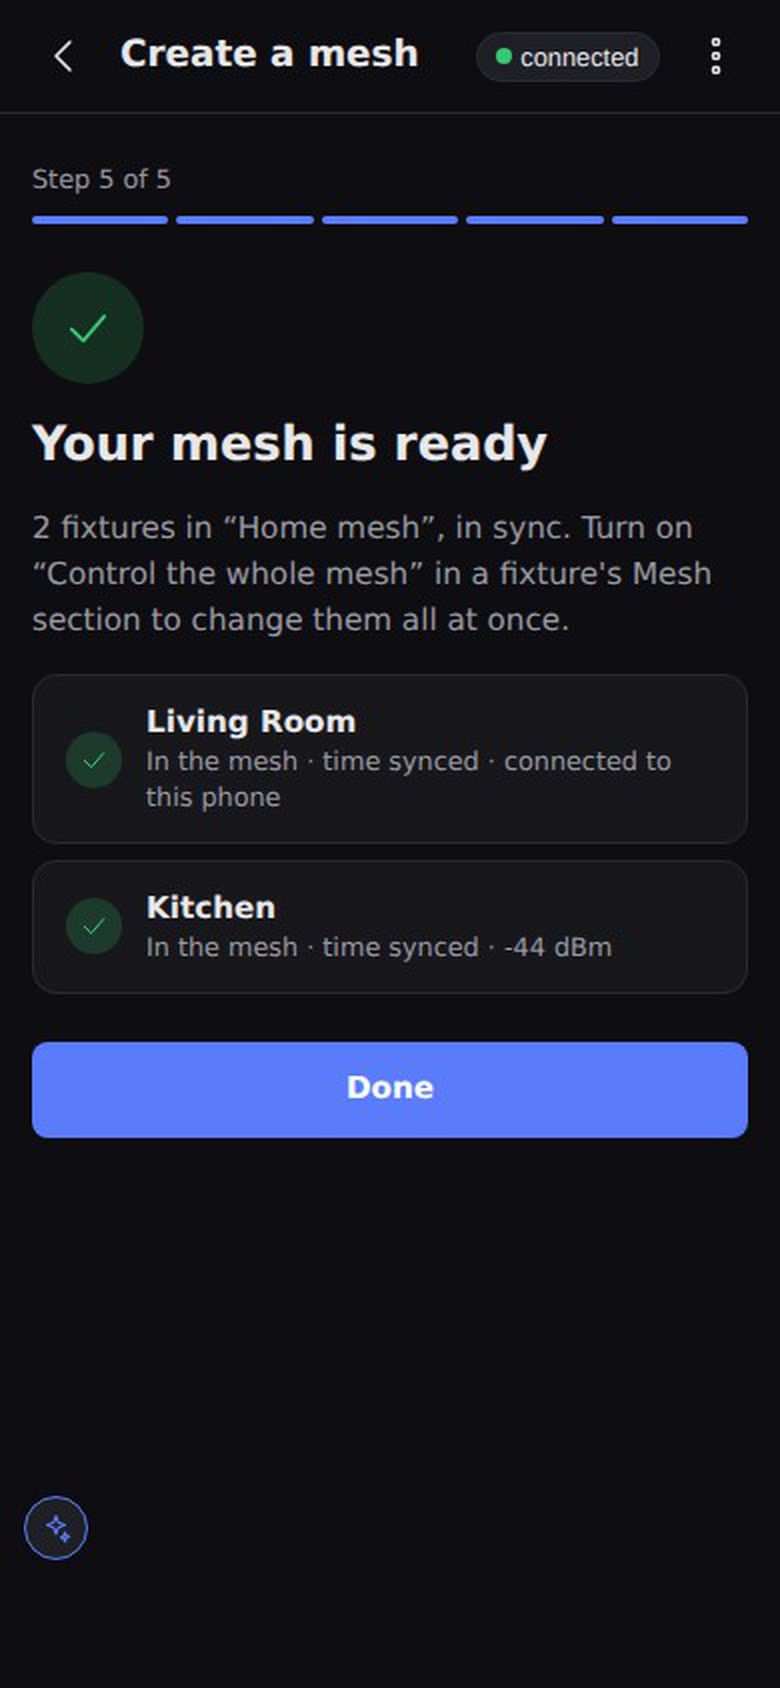 Create a mesh
connected
Step 5 of 5
Your mesh is ready
2 fixtures in “Home mesh”, in sync. Turn on
“Control the whole mesh” in a fixture's Mesh
section to change them all at once.
Living Room
In the mesh · time synced · connected to
this phone
Kitchen
In the mesh · time synced · -44 dBm
Done